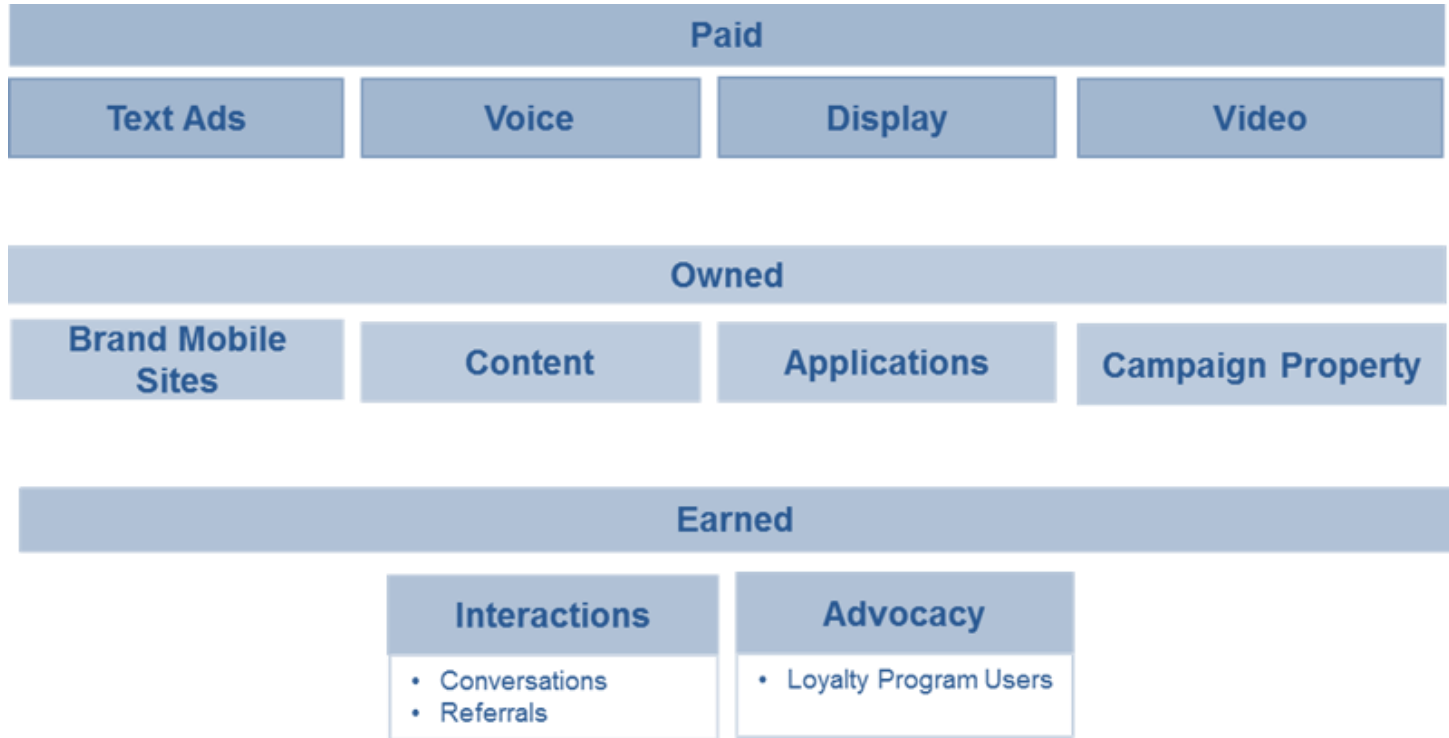 Paid
Text Ads
Voice
Display
Video
Owned
Brand Mobile
Sites
Content
Applications
Campaign Property
Earned
Interactions
• Conversations
• Referrals
Advocacy
• Loyalty Program Users